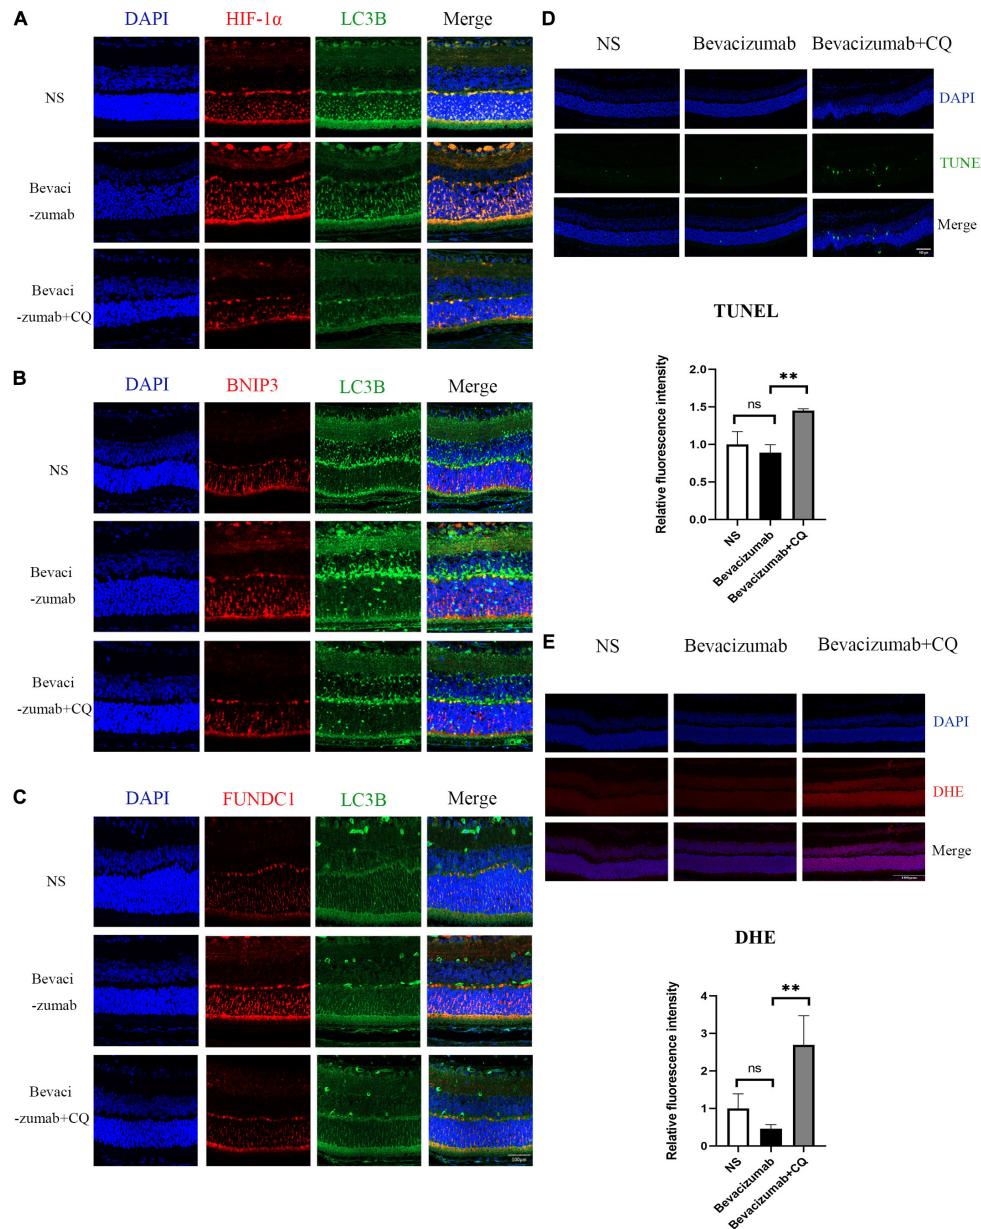 A
DAPI HIF-1α LC3B Merge
NS
Bevaci
-zumab
Bevaci
-zumab+CQ
B
DAPI BNIP3 LC3B Merge
NS
Bevaci
-zumab
Bevaci
-zumab+CQ
C
DAPI FUNDC1 LC3B Merge
NS
Bevaci
-zumab
Bevaci
-zumab+CQ
100μm
D
NS Bevacizumab Bevacizumab+CQ
DAPI
TUNE
Merge
TUNEL
Relative fluorescence intensity
2.0
1.5
1.0
0.5
0.0
ns
**
NS
Bevacizumab
Bevacizumab+CQ
E
NS Bevacizumab Bevacizumab+CQ
DAPI
DHE
Merge
DHE
Relative fluorescence intensity
4
3
2
1
0
ns
**
NS
Bevacizumab
Bevacizumab+CQ